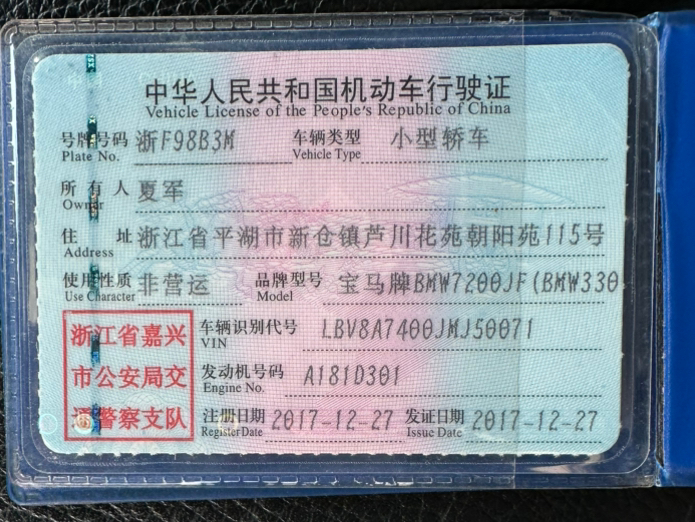 中华人民共和国机动车行驶证
Vehicle License of the People's Republic of China
号牌号码 浙F98B3M 车辆类型 小型轿车
Plate No. Vehicle Type
所有人 夏军
Owner
住址 浙江省平湖市新仓镇芦川花苑朝阳苑115号
Address
使用性质 非营运 品牌型号 宝马牌BMW7200JF(BMW330
Use Character Model
浙江省嘉兴
市公安局交
通警察支队
车辆识别代号 LBV8A7400JMJ50071
VIN
发动机号码 A181D301
Engine No.
注册日期 2017-12-27 发证日期 2017-12-27
Register Date Issue Date